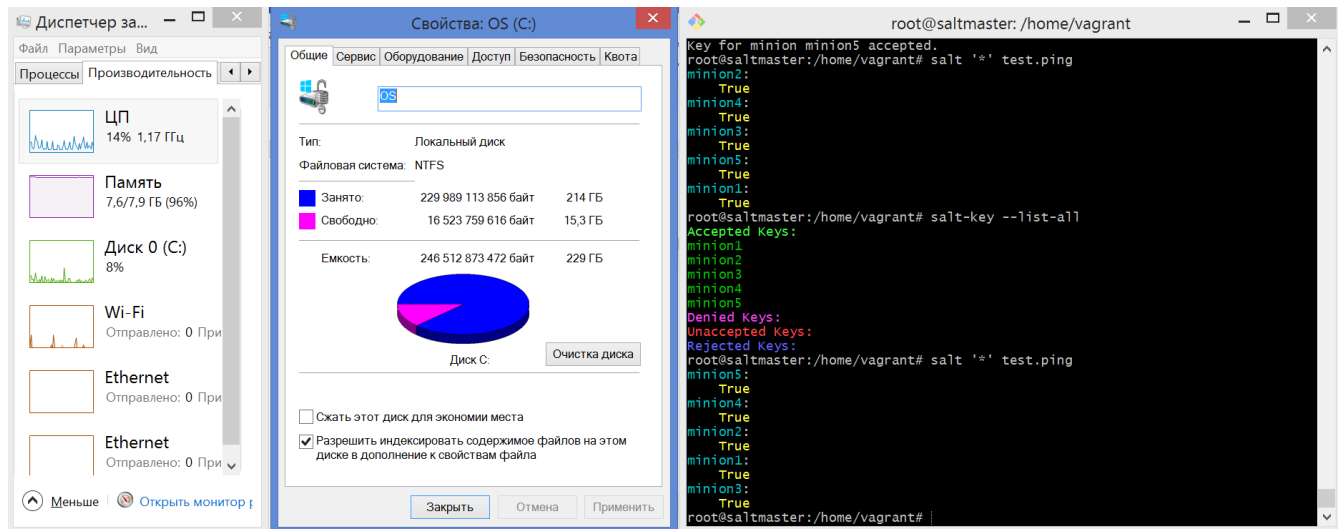 Диспетчер за...
Файл Параметры Вид
Процессы Производительность
ЦП
14% 1,17 ГГц
Память
7,6/7,9 ГБ (96%)
Диск 0 (C:)
8%
Wi-Fi
Отправлено: 0 При
Ethernet
Отправлено: 0 При
Ethernet
Отправлено: 0 При
Меньше Открыть монитор р
Свойства: OS (C:)
Общие Сервис Оборудование Доступ Безопасность Квота
OS
Тип: Локальный диск
Файловая система: NTFS
Занято: 229 989 113 856 байт 214 ГБ
Свободно: 16 523 759 616 байт 15,3 ГБ
Емкость: 246 512 873 472 байт 229 ГБ
Диск C:
Очистка диска
Сжать этот диск для экономии места
Разрешить индексировать содержимое файлов на этом
диске в дополнение к свойствам файла
Закрыть Отмена Применить
root@saltmaster: /home/vagrant
Key for minion minion5 accepted.
root@saltmaster:/home/vagrant# salt '*' test.ping
minion2:
True
minion4:
True
minion3:
True
minion5:
True
minion1:
True
root@saltmaster:/home/vagrant# salt-key --list-all
Accepted Keys:
minion1
minion2
minion3
minion4
minion5
Denied Keys:
Unaccepted Keys:
Rejected Keys:
root@saltmaster:/home/vagrant# salt '*' test.ping
minion5:
True
minion4:
True
minion2:
True
minion1:
True
minion3:
True
root@saltmaster:/home/vagrant#